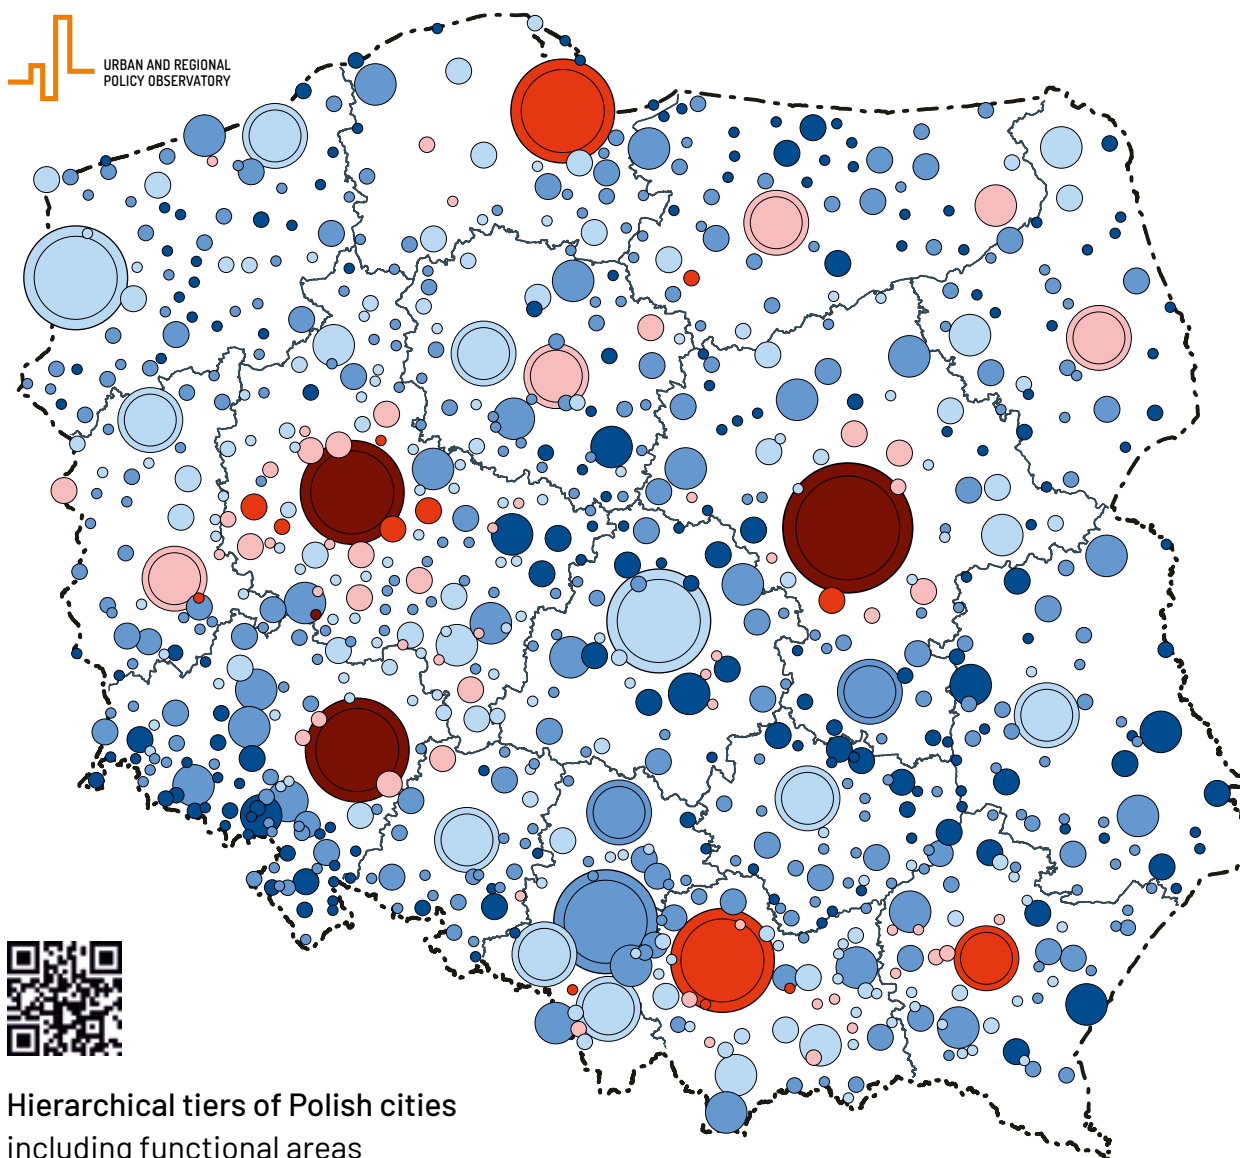 URBAN AND REGIONAL
POLICY OBSERVATORY
Hierarchical tiers of Polish cities
including functional areas